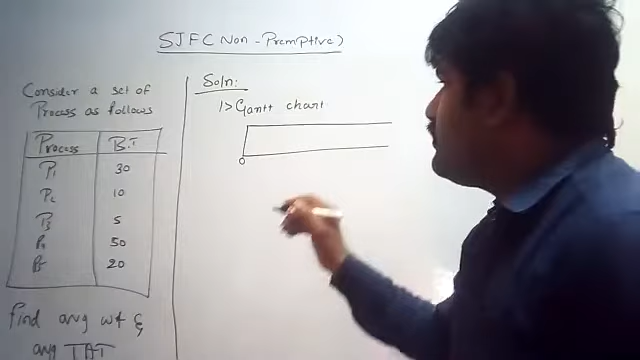 SJF (Non-Premptive)
Consider a set of
Process as follows
Process B.T
P1 30
P2 10
P3 5
P4 50
P5 20
find avg wt &
avg TAT
Soln:
1> Gantt chart
0